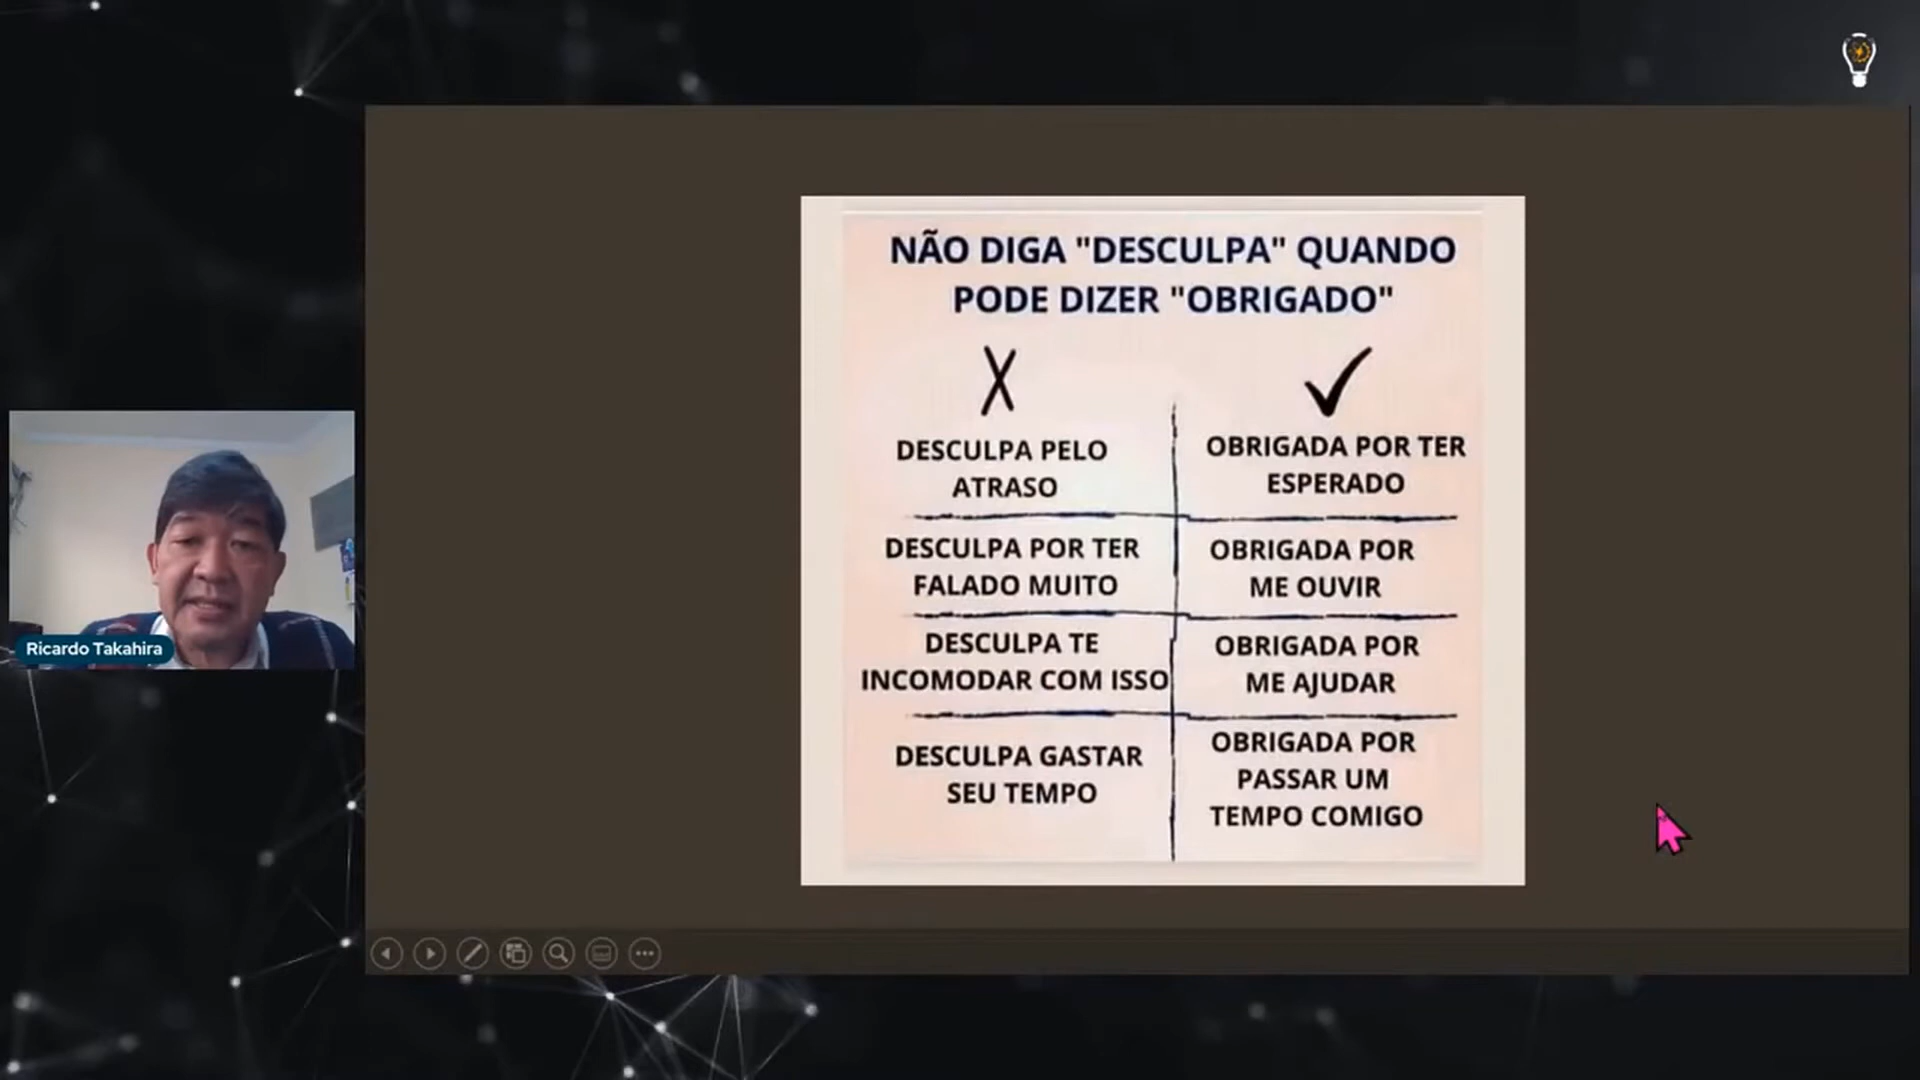 NÃO DIGA "DESCULPA" QUANDO
PODE DIZER "OBRIGADO"
DESCULPA PELO
ATRASO
OBRIGADA POR TER
ESPERADO
DESCULPA POR TER
FALADO MUITO
OBRIGADA POR
ME OUVIR
DESCULPA TE
INCOMODAR COM ISSO
OBRIGADA POR
ME AJUDAR
DESCULPA GASTAR
SEU TEMPO
OBRIGADA POR
PASSAR UM
TEMPO COMIGO
Ricardo Takahira